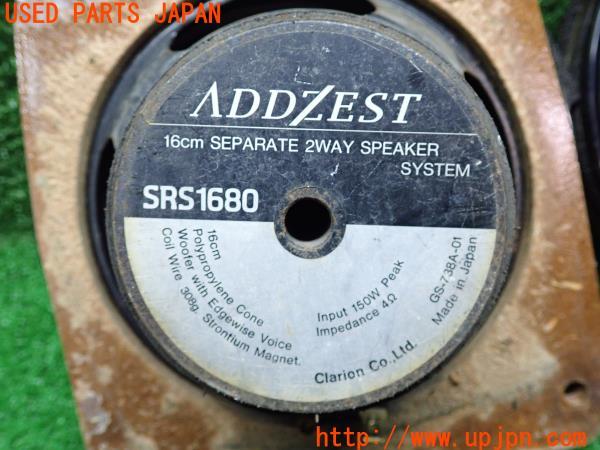 USED PARTS JAPAN
ADDZEST
16cm SEPARATE 2WAY SPEAKER
SYSTEM
SRS1680
16cm
Polypropylene Cone
Woofer with Edgewise Voice
Coil Wire 308g. Strontium Magnet.
Input 150W Peak
Impedance 4Ω
GS-738A-01
Made in Japan
Clarion Co.,Ltd.
http://www.upjpn.com